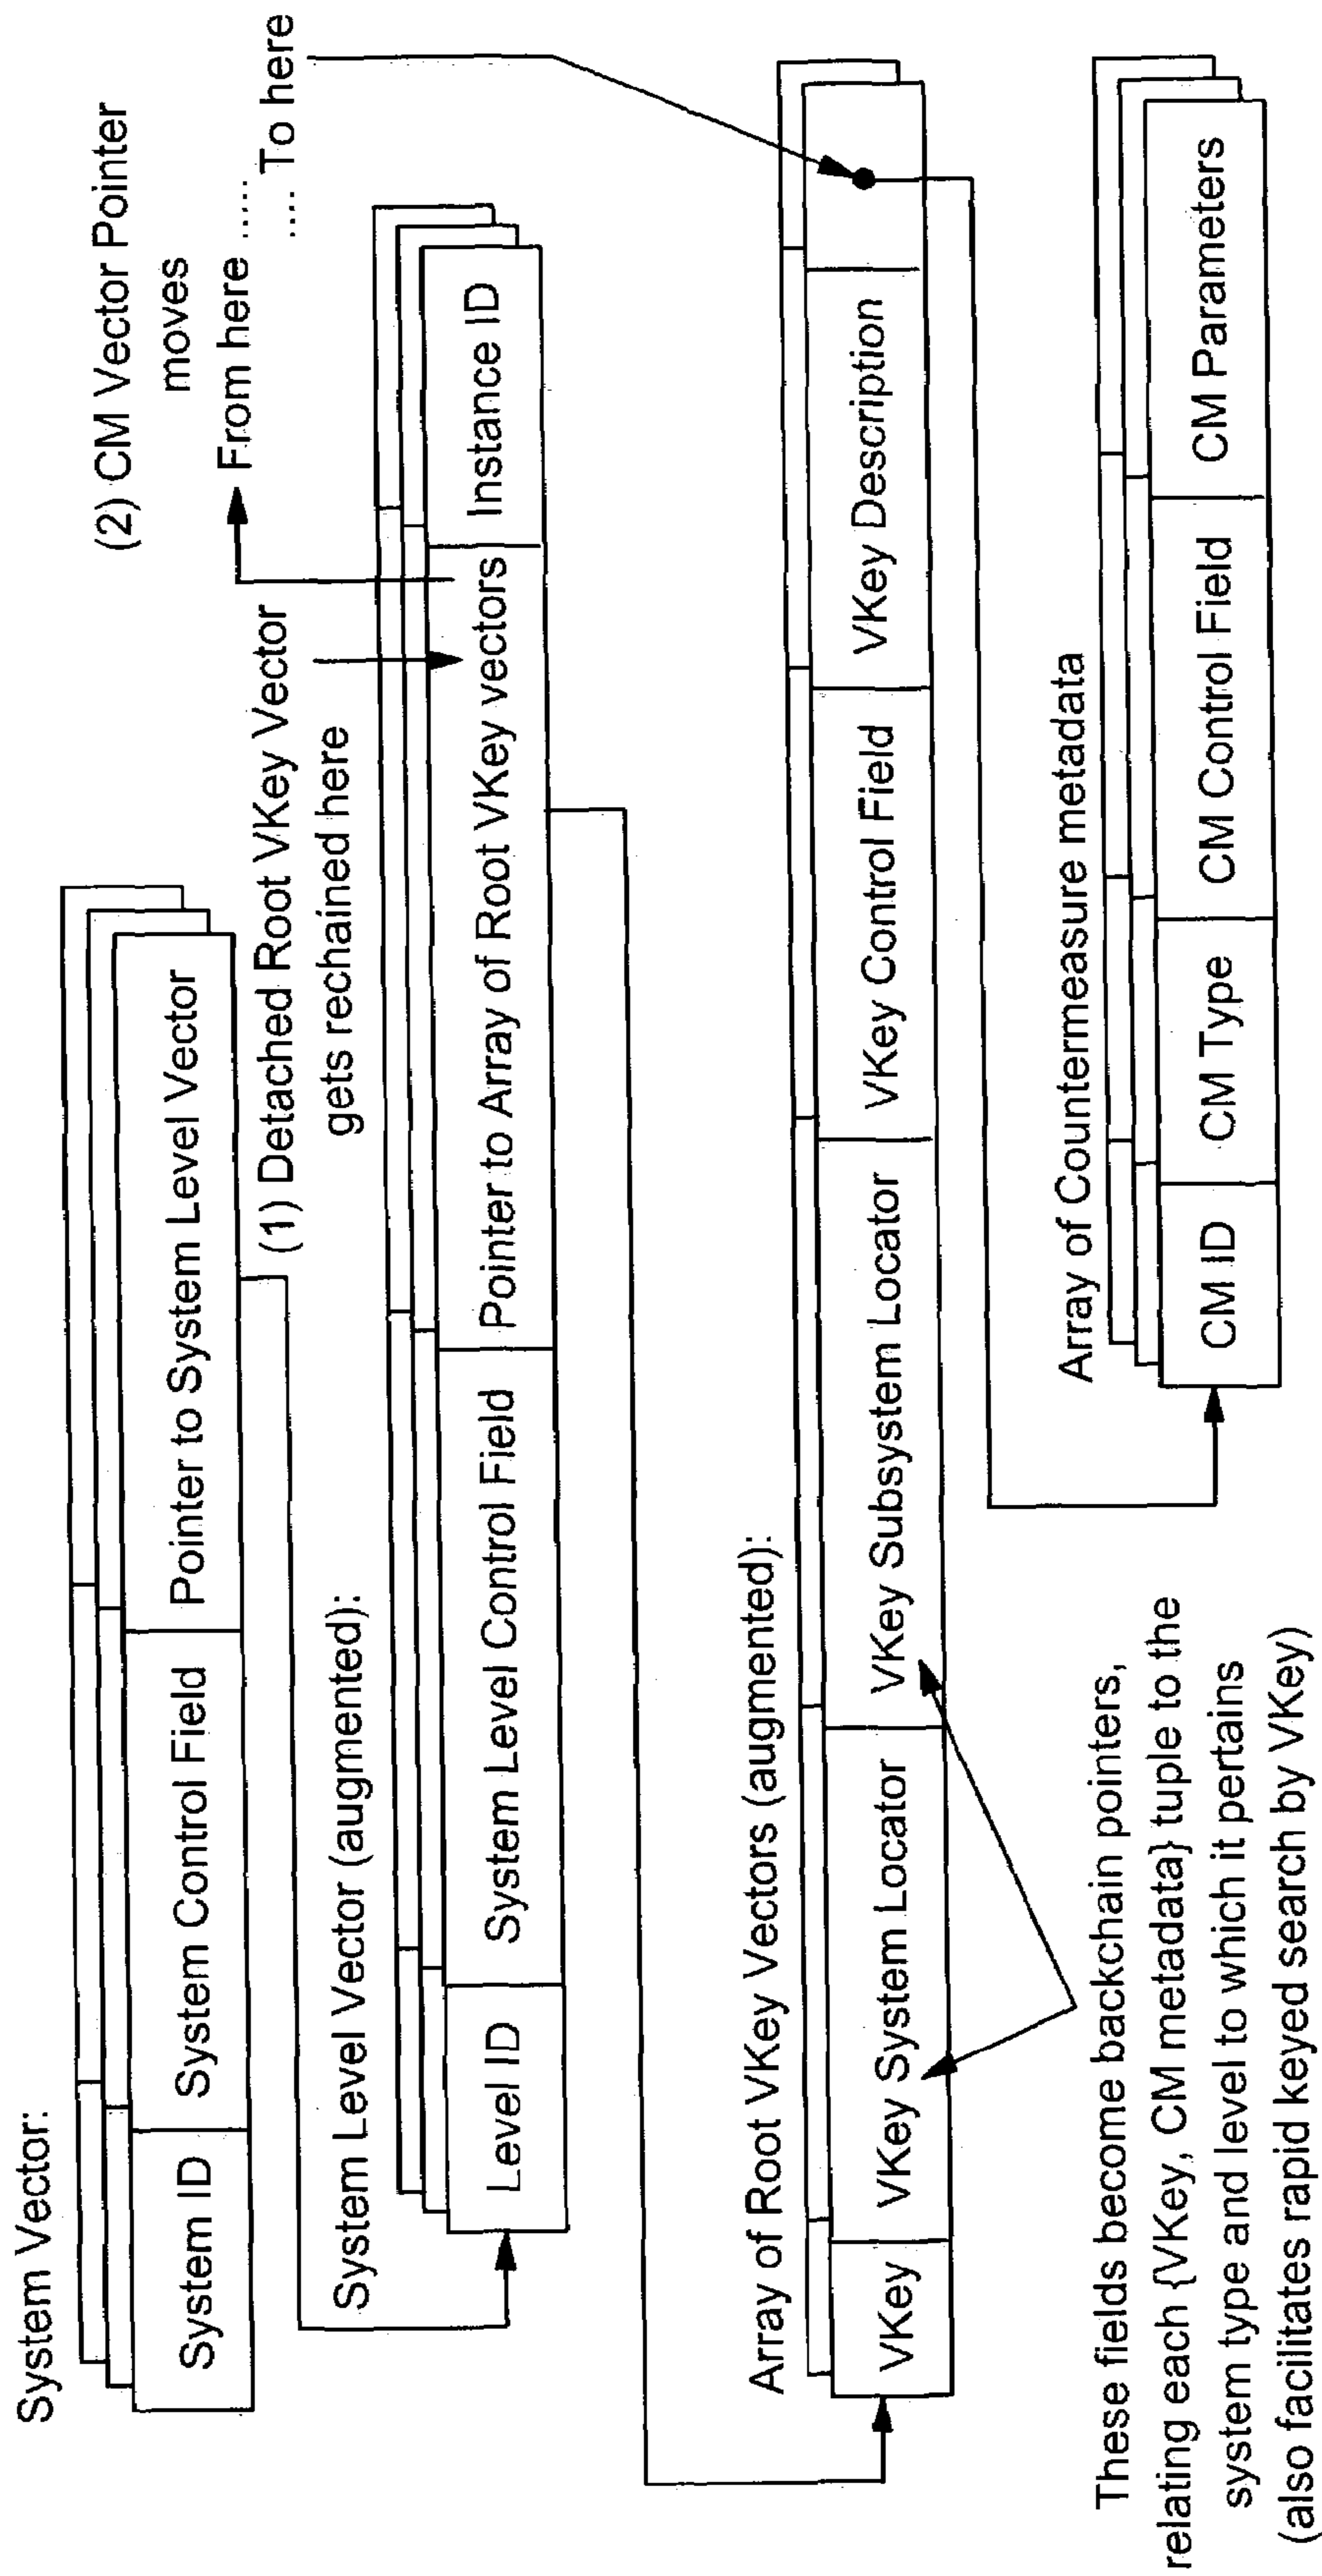 System Vector:
System ID
System Control Field
Pointer to System Level Vector
(2) CM Vector Pointer
moves
From here .....
.... To here
(1) Detached Root VKey Vector
gets rechained here
System Level Vector (augmented):
Level ID
System Level Control Field
Pointer to Array of Root VKey vectors
Instance ID
Array of Root VKey Vectors (augmented):
VKey
VKey System Locator
VKey Subsystem Locator
VKey Control Field
VKey Description
Array of Countermeasure metadata
CM ID
CM Type
CM Control Field
CM Parameters
These fields become backchain pointers,
relating each {VKey, CM metadata} tuple to the
system type and level to which it pertains
(also facilitates rapid keyed search by VKey)